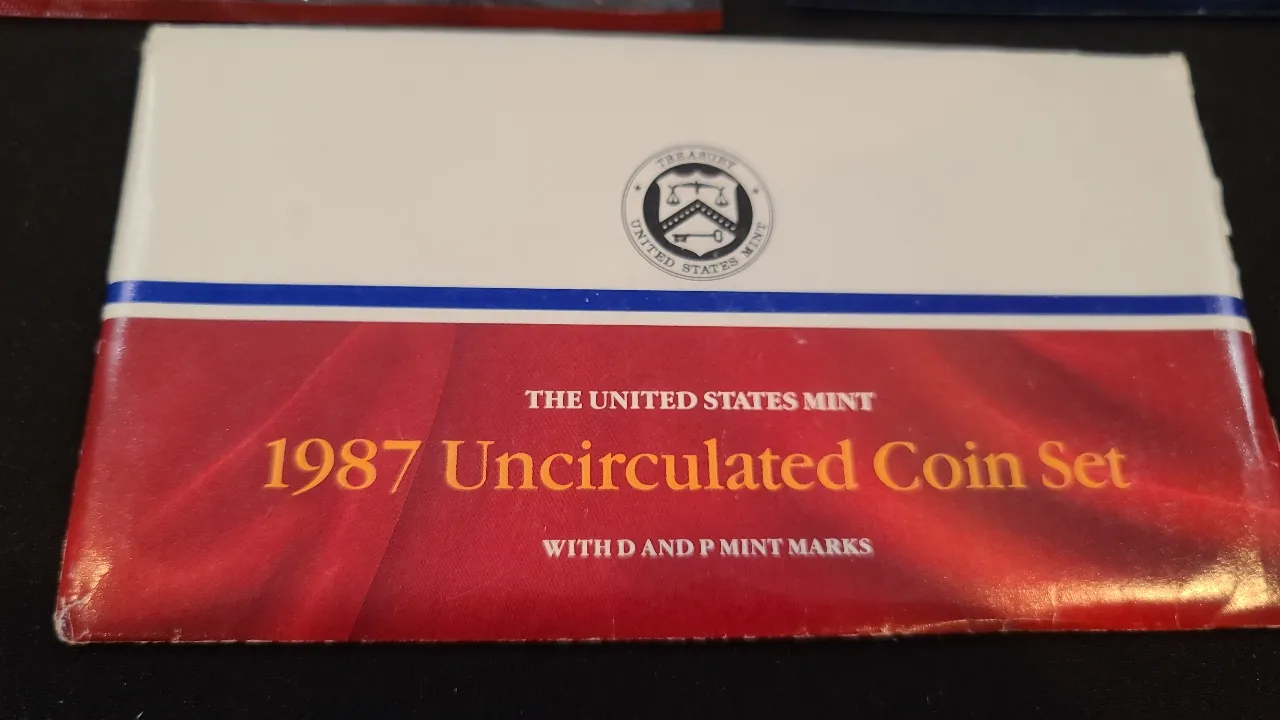 TREASURY
UNITED STATES MINT
THE UNITED STATES MINT
1987 Uncirculated Coin Set
WITH D AND P MINT MARKS